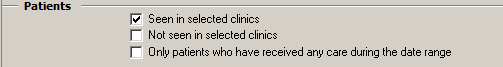 Patients
Seen in selected clinics
Not seen in selected clinics
Only patients who have received any care during the date range